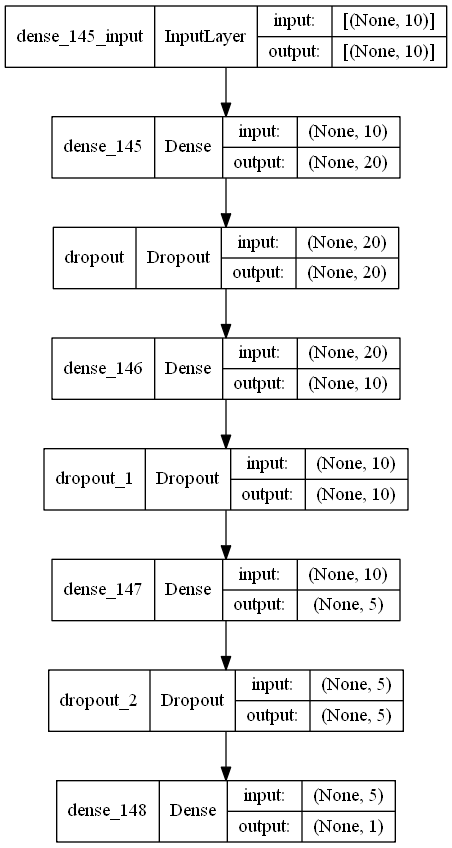 dense_145_input InputLayer input: [(None, 10)]
output: [(None, 10)]
dense_145 Dense input: (None, 10)
output: (None, 20)
dropout Dropout input: (None, 20)
output: (None, 20)
dense_146 Dense input: (None, 20)
output: (None, 10)
dropout_1 Dropout input: (None, 10)
output: (None, 10)
dense_147 Dense input: (None, 10)
output: (None, 5)
dropout_2 Dropout input: (None, 5)
output: (None, 5)
dense_148 Dense input: (None, 5)
output: (None, 1)